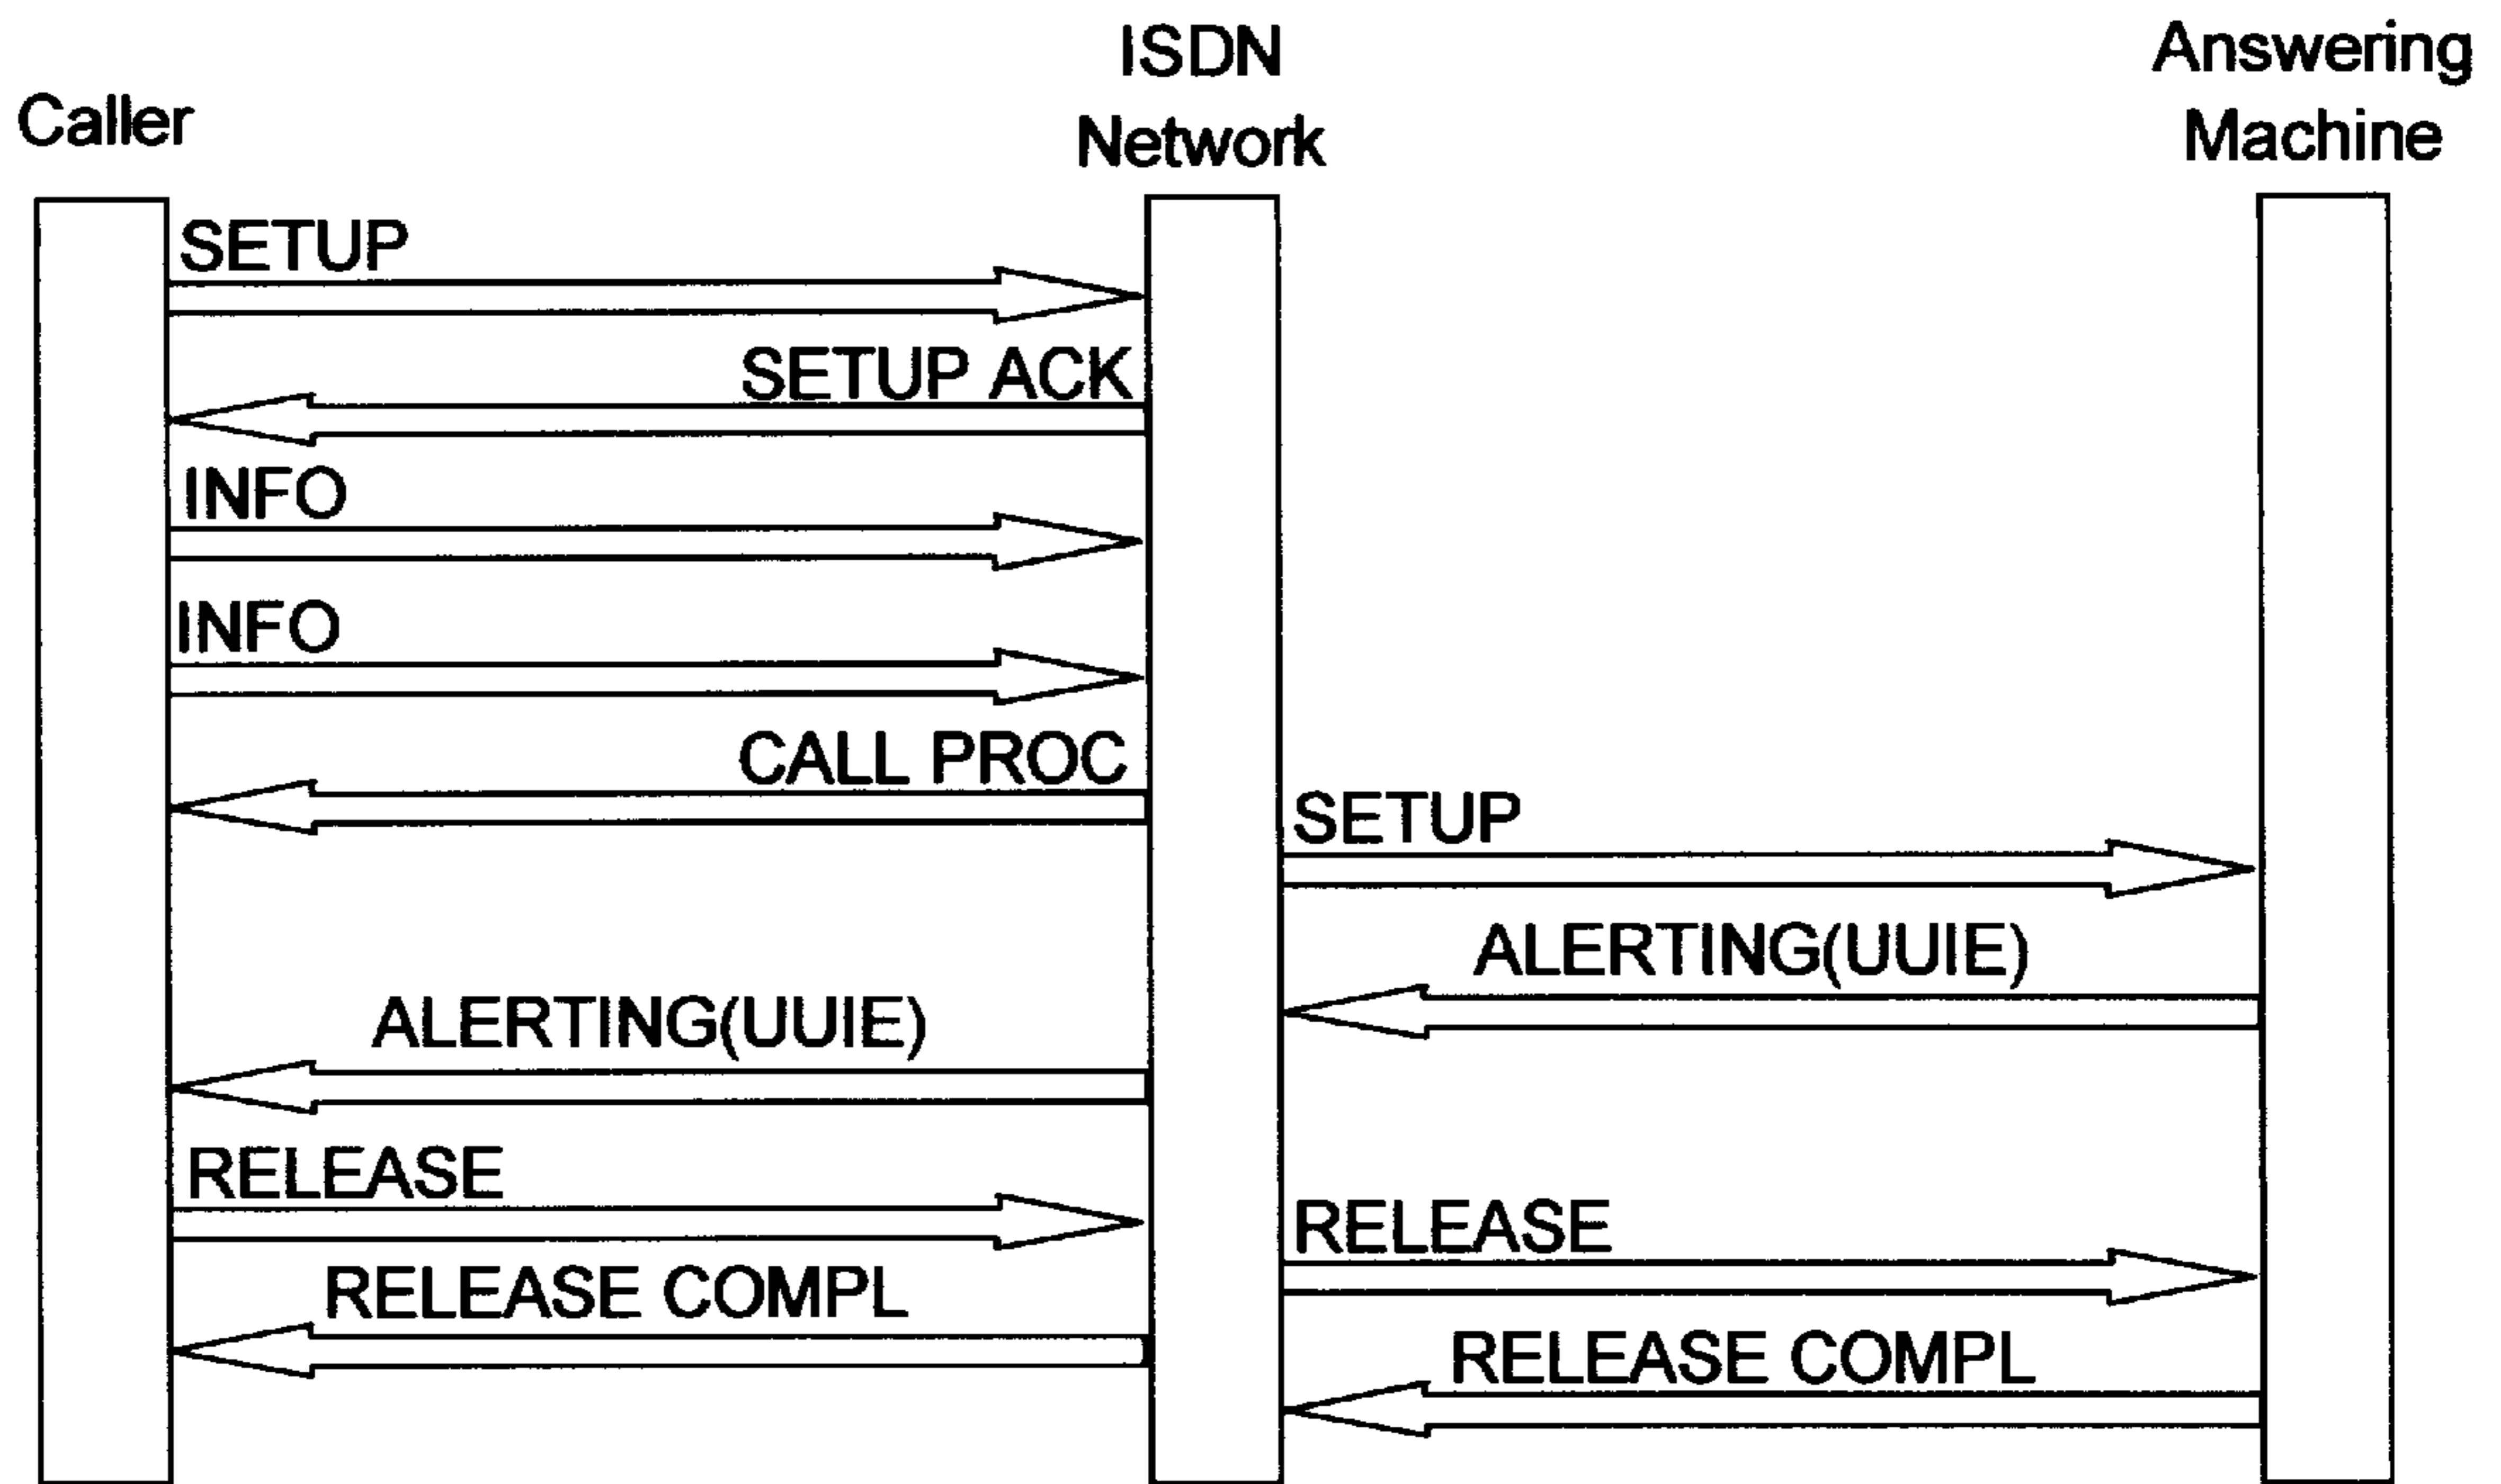 Caller
ISDN
Network
Answering
Machine
SETUP
SETUP ACK
INFO
INFO
CALL PROC
SETUP
ALERTING(UUIE)
ALERTING(UUIE)
RELEASE
RELEASE
RELEASE COMPL
RELEASE COMPL